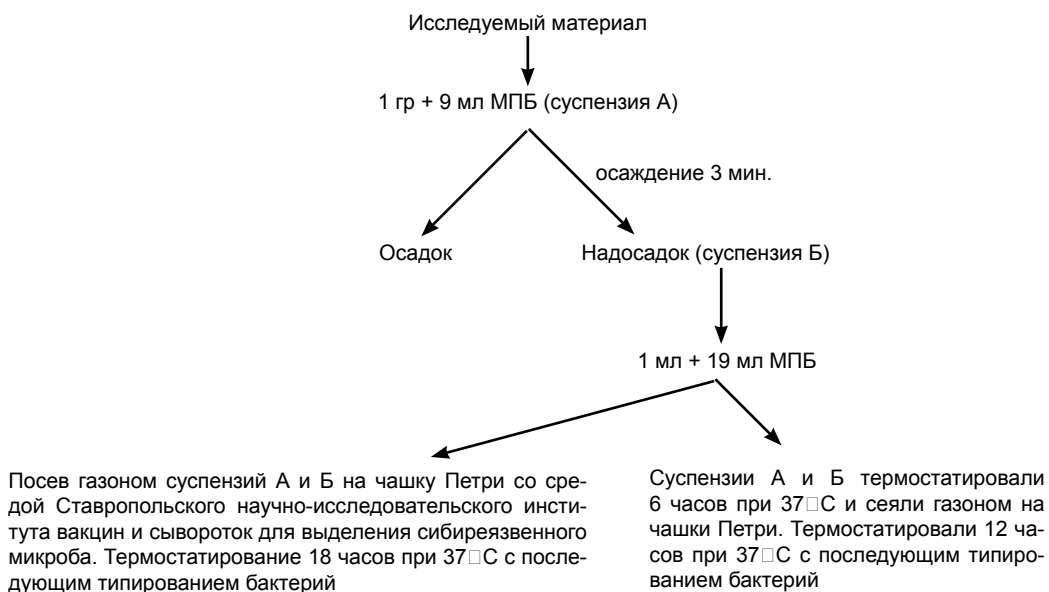 Исследуемый материал
1 гр + 9 мл МПБ (суспензия А)
осаждение 3 мин.
Осадок
Надосадок (суспензия Б)
1 мл + 19 мл МПБ
Посев газоном суспензий А и Б на чашку Петри со сре-
дой Ставропольского научно-исследовательского инсти-
тута вакцин и сывороток для выделения сибиреязвенного
микроба. Термостатирование 18 часов при 37□С с после-
дующим типированием бактерий
Суспензии А и Б термостатировали
6 часов при 37□С и сеяли газоном на
чашки Петри. Термостатировали 12 ча-
сов при 37□С с последующим типиро-
ванием бактерий